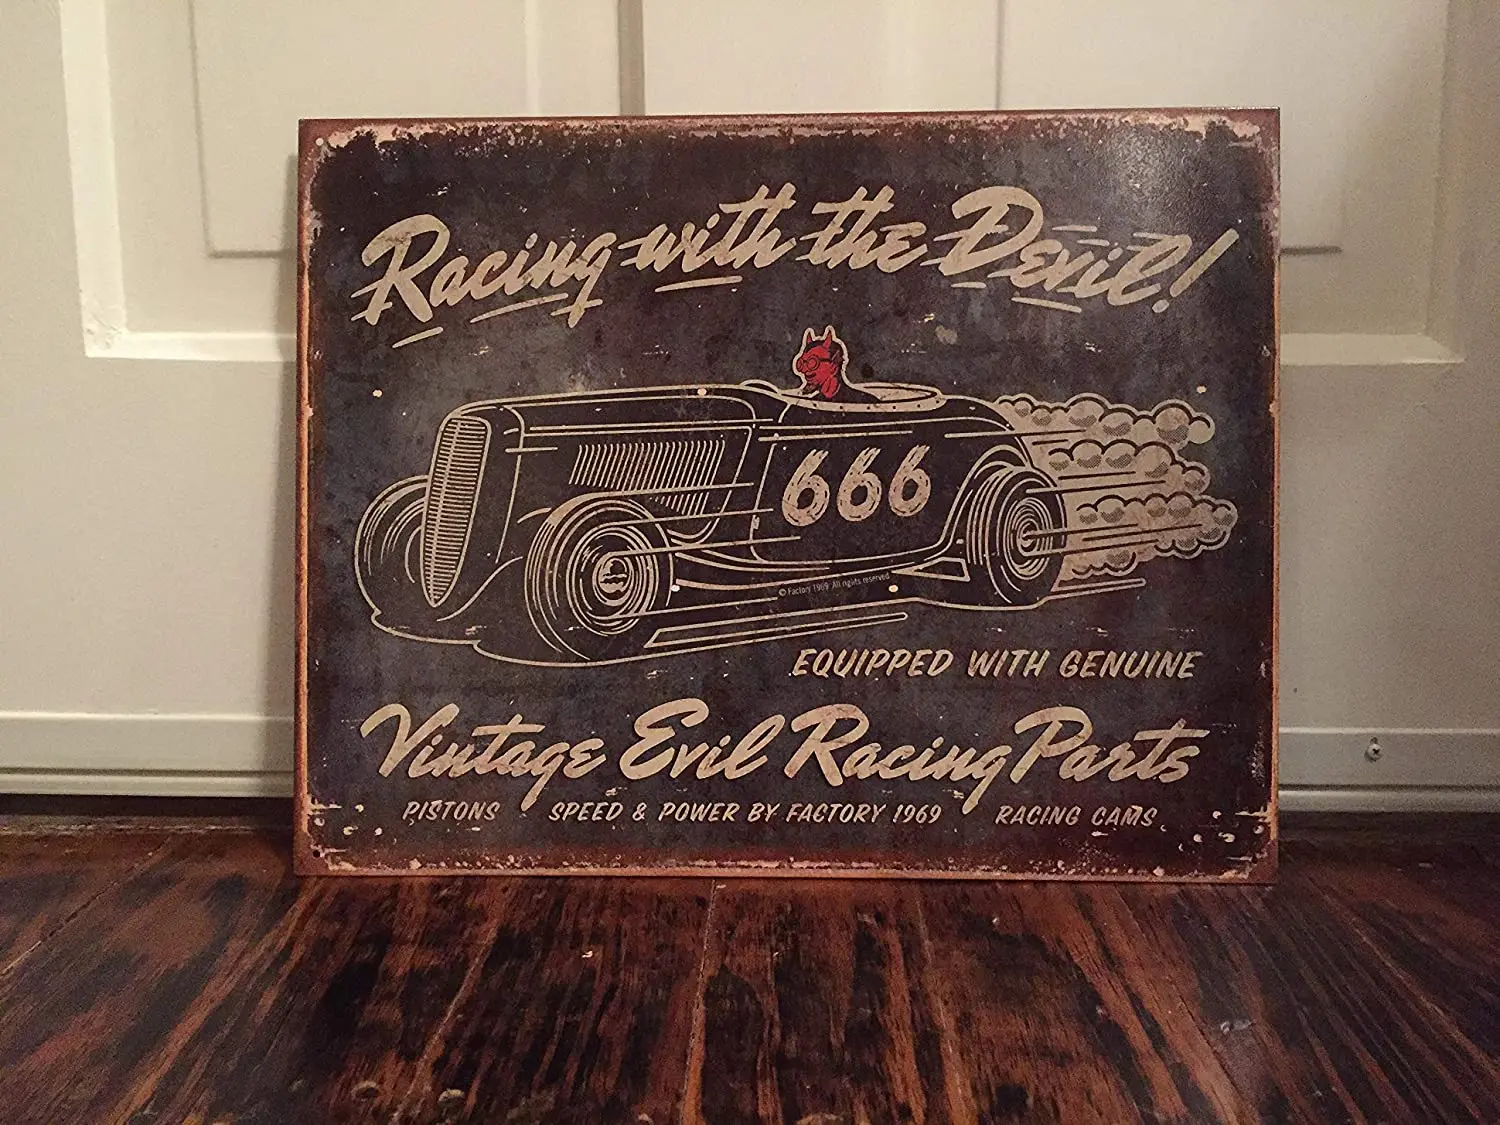 Racing with the Devil!
666
© Factory 1969 All rights reserved
EQUIPPED WITH GENUINE
Vintage Evil Racing Parts
PISTONS SPEED & POWER BY FACTORY 1969 RACING CAMS